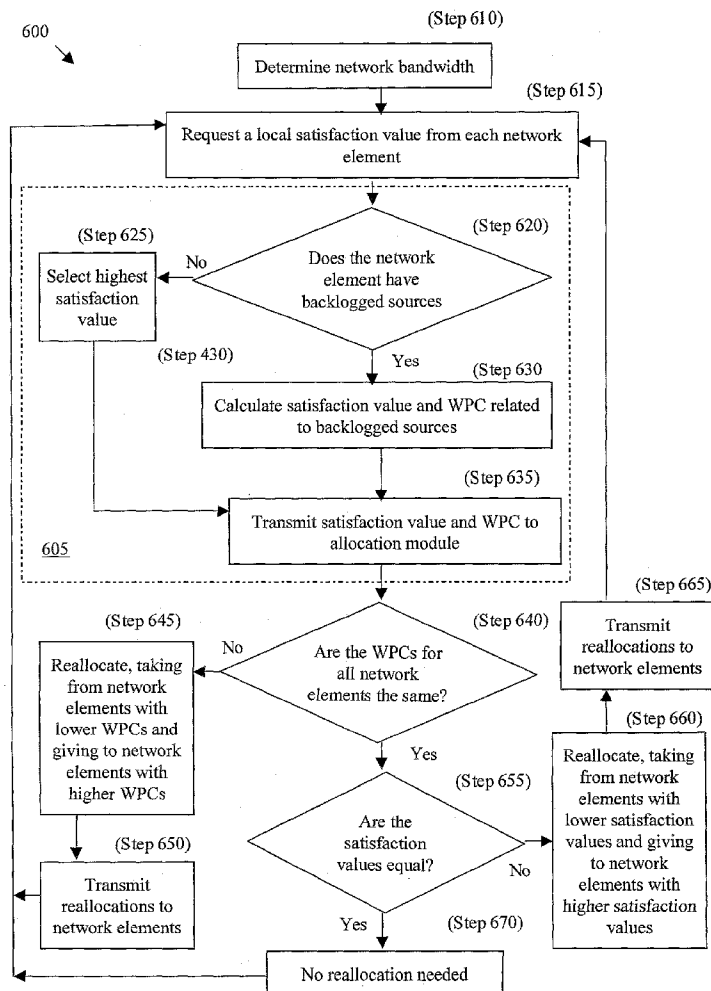 600
(Step 610)
Determine network bandwidth
(Step 615)
Request a local satisfaction value from each network
element
(Step 620)
Does the network
element have
backlogged sources
No
Yes
(Step 625)
Select highest
satisfaction
value
(Step 430)
(Step 630
Calculate satisfaction value and WPC related
to backlogged sources
(Step 635)
Transmit satisfaction value and WPC to
allocation module
605
(Step 640)
Are the WPCs for
all network
elements the same?
No
Yes
(Step 645)
Reallocate, taking
from network
elements with
lower WPCs and
giving to network
elements with
higher WPCs
(Step 650)
Transmit
reallocations to
network elements
(Step 655)
Are the
satisfaction
values equal?
No
Yes
(Step 660)
Reallocate, taking
from network
elements with
lower satisfaction
values and giving
to network
elements with
higher satisfaction
values
(Step 665)
Transmit
reallocations to
network elements
(Step 670)
No reallocation needed